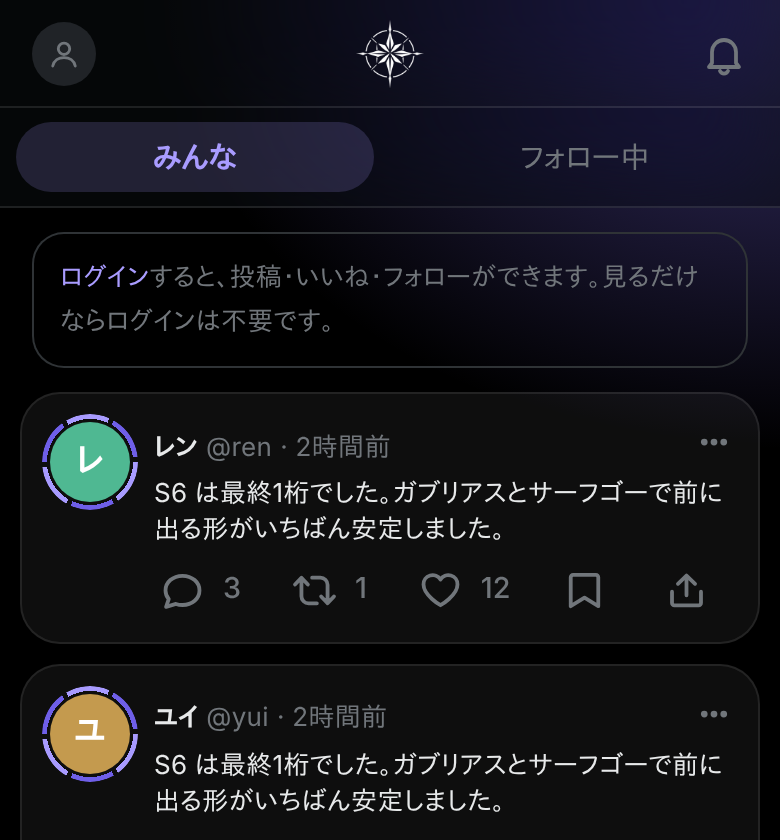 みんな
フォロー中
ログインすると、投稿･いいね･フォローができます。見るだけ
ならログインは不要です。
レ
レン @ren · 2時間前
S6 は最終1桁でした。ガブリアスとサーフゴーで前に
出る形がいちばん安定しました。
3 1 12
ユ
ユイ @yui · 2時間前
S6 は最終1桁でした。ガブリアスとサーフゴーで前に
出る形がいちばん安定しました。